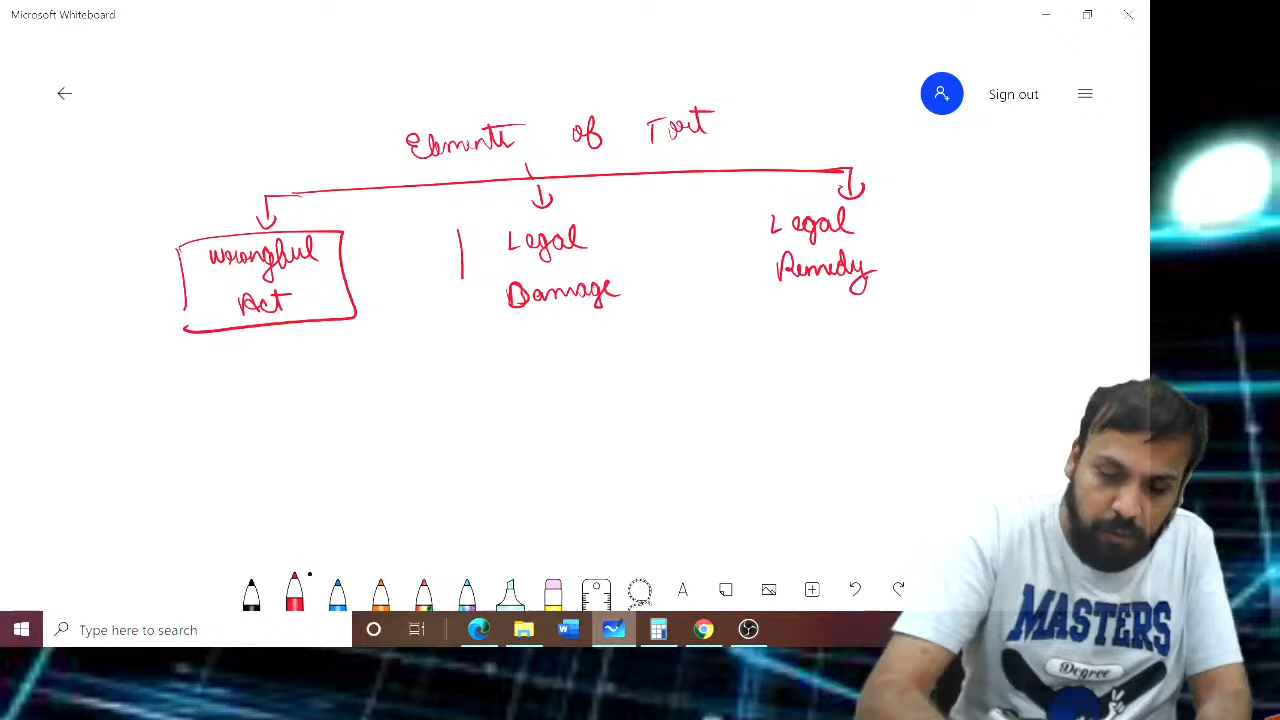 Microsoft Whiteboard
Sign out
Elements of Tort
Wrongful
Act
Legal
Damage
Legal
Remedy
Type here to search
MASTERS
Degree